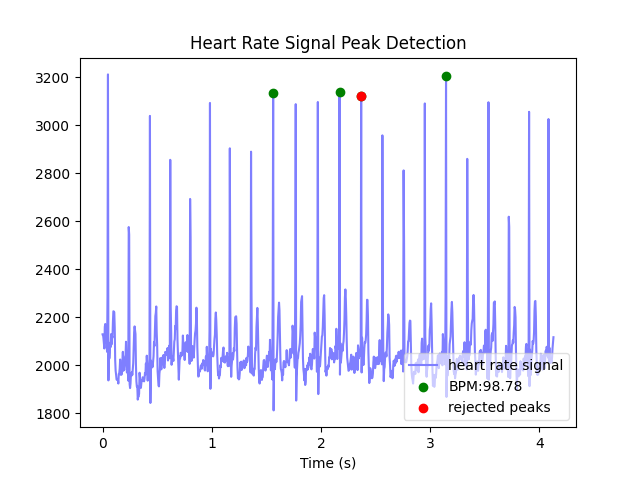 Heart Rate Signal Peak Detection
3200
3000
2800
2600
2400
2200
2000
1800
heart rate signal
BPM:98.78
rejected peaks
0 1 2 3 4
Time (s)